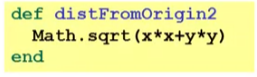 def distFromOrigin2
  Math.sqrt(x*x+y*y)
end